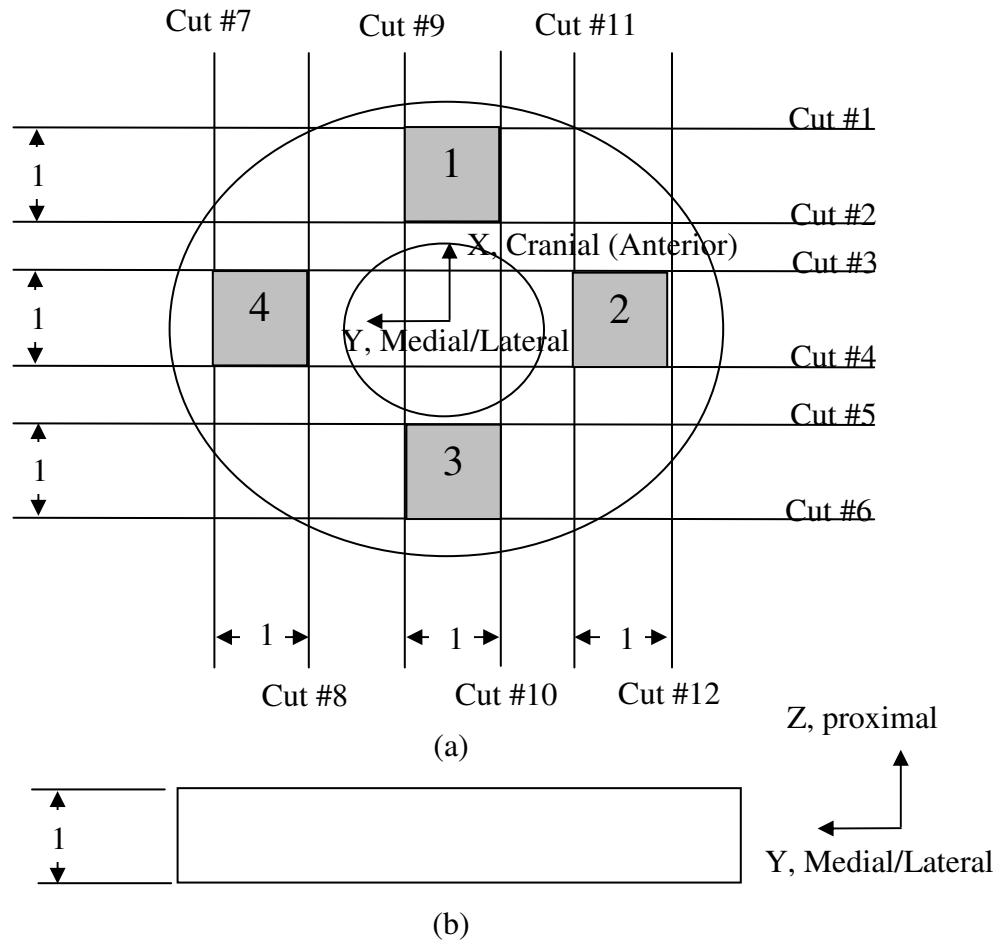 Cut #7
Cut #9
Cut #11
Cut #1
1
1
Cut #2
X, Cranial (Anterior)
Cut #3
4
2
1
Y, Medial/Lateral
Cut #4
Cut #5
3
1
Cut #6
1
1
1
Cut #8
Cut #10
Cut #12
(a)
Z, proximal
1
Y, Medial/Lateral
(b)